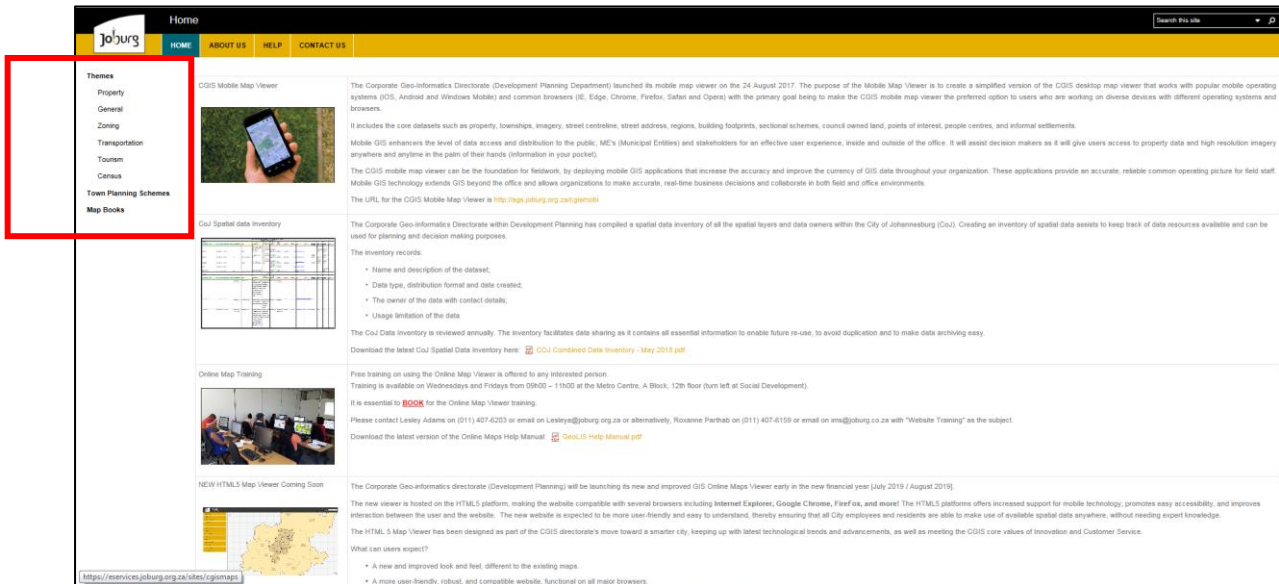 Home
Search this site
Joburg
HOME ABOUT US HELP CONTACT US
Themes
Property
General
Zoning
Transportation
Tourism
Census
Town Planning Schemes
Map Books
CGIS Mobile Map Viewer
The Corporate Geo-Informatics Directorate (Development Planning Department) launched its mobile map viewer on the 24 August 2017. The purpose of the Mobile Map Viewer is to create a simplified version of the CGIS desktop map viewer that works with popular mobile operating
systems (IOS, Android and Windows Mobile) and common browsers (IE, Edge, Chrome, Firefox, Safari and Opera) with the primary goal being to make the CGIS mobile map viewer the preferred option to users who are working on diverse devices with different operating systems and
browsers.
It includes the core datasets such as property, townships, imagery, street centreline, street address, regions, building footprints, sectional schemes, council owned land, points of interest, people centres, and informal settlements.
Mobile GIS enhancers the level of data access and distribution to the public, ME's (Municipal Entities) and stakeholders for an effective user experience, inside and outside of the office. It will assist decision makers as it will give users access to property data and high resolution imagery
anywhere and anytime in the palm of their hands (Information in your pocket).
The CGIS mobile map viewer can be the foundation for fieldwork, by deploying mobile GIS applications that increase the accuracy and improve the currency of GIS data throughout your organization. These applications provide an accurate, reliable common operating picture for field staff.
Mobile GIS technology extends GIS beyond the office and allows organizations to make accurate, real-time business decisions and collaborate in both field and office environments.
The URL for the CGIS Mobile Map Viewer is http://ags.joburg.org.za/cgismobi
CoJ Spatial data Inventory
The Corporate Geo-Informatics Directorate within Development Planning has compiled a spatial data inventory of all the spatial layers and data owners within the City of Johannesburg (CoJ). Creating an inventory of spatial data assists to keep track of data resources available and can be
used for planning and decision making purposes.
The inventory records:
• Name and description of the dataset;
• Data type, distribution format and date created;
• The owner of the data with contact details;
• Usage limitation of the data
The CoJ Data Inventory is reviewed annually. The inventory facilitates data sharing as it contains all essential information to enable future re-use, to avoid duplication and to make data archiving easy.
Download the latest CoJ Spatial Data Inventory here: COJ Combined Data Inventory - May 2018.pdf
Online Map Training
Free training on using the Online Map Viewer is offered to any interested person.
Training is available on Wednesdays and Fridays from 09h00 – 11h00 at the Metro Centre, A Block, 12th floor (turn left at Social Development).
It is essential to BOOK for the Online Map Viewer training.
Please contact Lesley Adams on (011) 407-6203 or email on Lesleya@joburg.org.za or alternatively, Roxanne Parthab on (011) 407-6159 or email on ims@joburg.co.za with "Website Training" as the subject.
Download the latest version of the Online Maps Help Manual: GeoLIS Help Manual.pdf
NEW HTML5 Map Viewer Coming Soon
The Corporate Geo-informatics directorate (Development Planning) will be launching its new and improved GIS Online Maps Viewer early in the new financial year [July 2019 / August 2019].
The new viewer is hosted on the HTML5 platform, making the website compatible with several browsers including Internet Explorer, Google Chrome, FireFox, and more! The HTML5 platforms offers increased support for mobile technology, promotes easy accessibility, and improves
interaction between the user and the website. The new website is expected to be more user-friendly and easy to understand, thereby ensuring that all City employees and residents are able to make use of available spatial data anywhere, without needing expert knowledge.
The HTML 5 Map Viewer has been designed as part of the CGIS directorate's move toward a smarter city, keeping up with latest technological trends and advancements, as well as meeting the CGIS core values of Innovation and Customer Service.
What can users expect?
• A new and improved look and feel, different to the existing maps.
• A more user-friendly, robust, and compatible website, functional on all major browsers.
https://eservices.joburg.org.za/sites/cgismaps